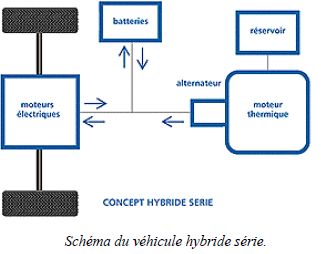 batteries
réservoir
alternateur
moteurs
électriques
moteur
thermique
CONCEPT HYBRIDE SERIE
Schéma du véhicule hybride série.